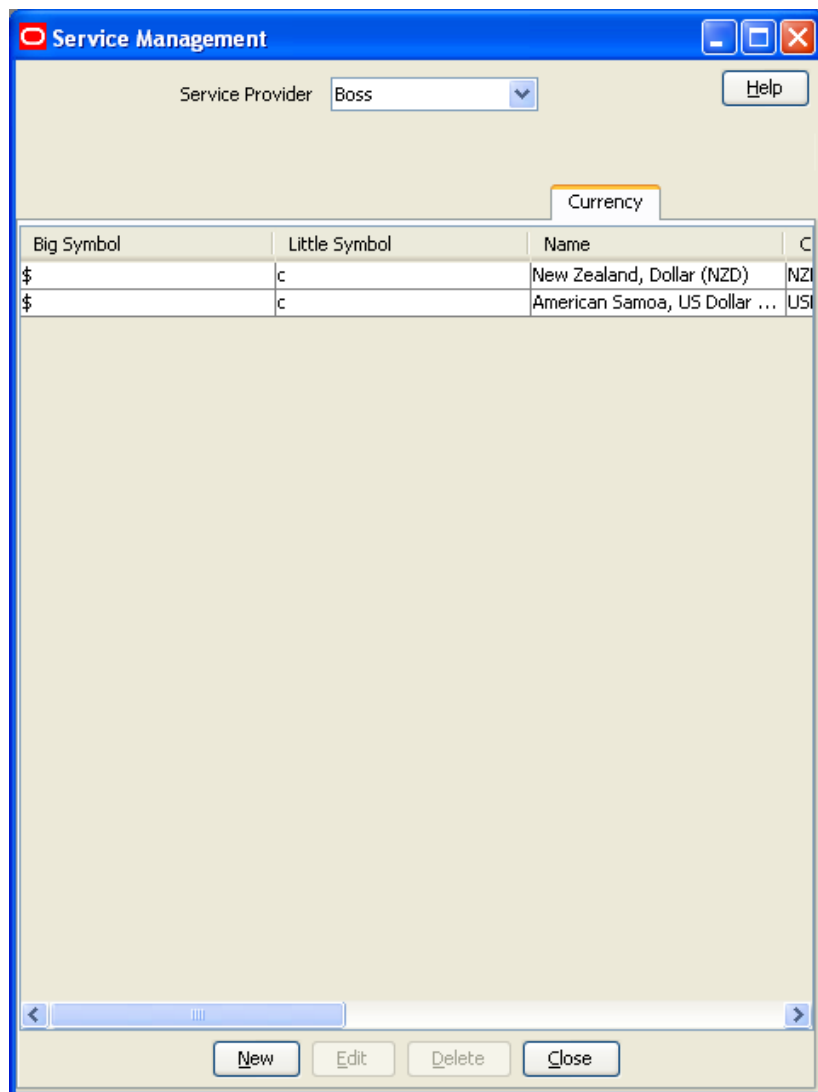 Service Management
Service Provider Boss Help
Currency
Big Symbol Little Symbol Name C
$ c New Zealand, Dollar (NZD)
$ c American Samoa, US Dollar ...
New Edit Delete Close